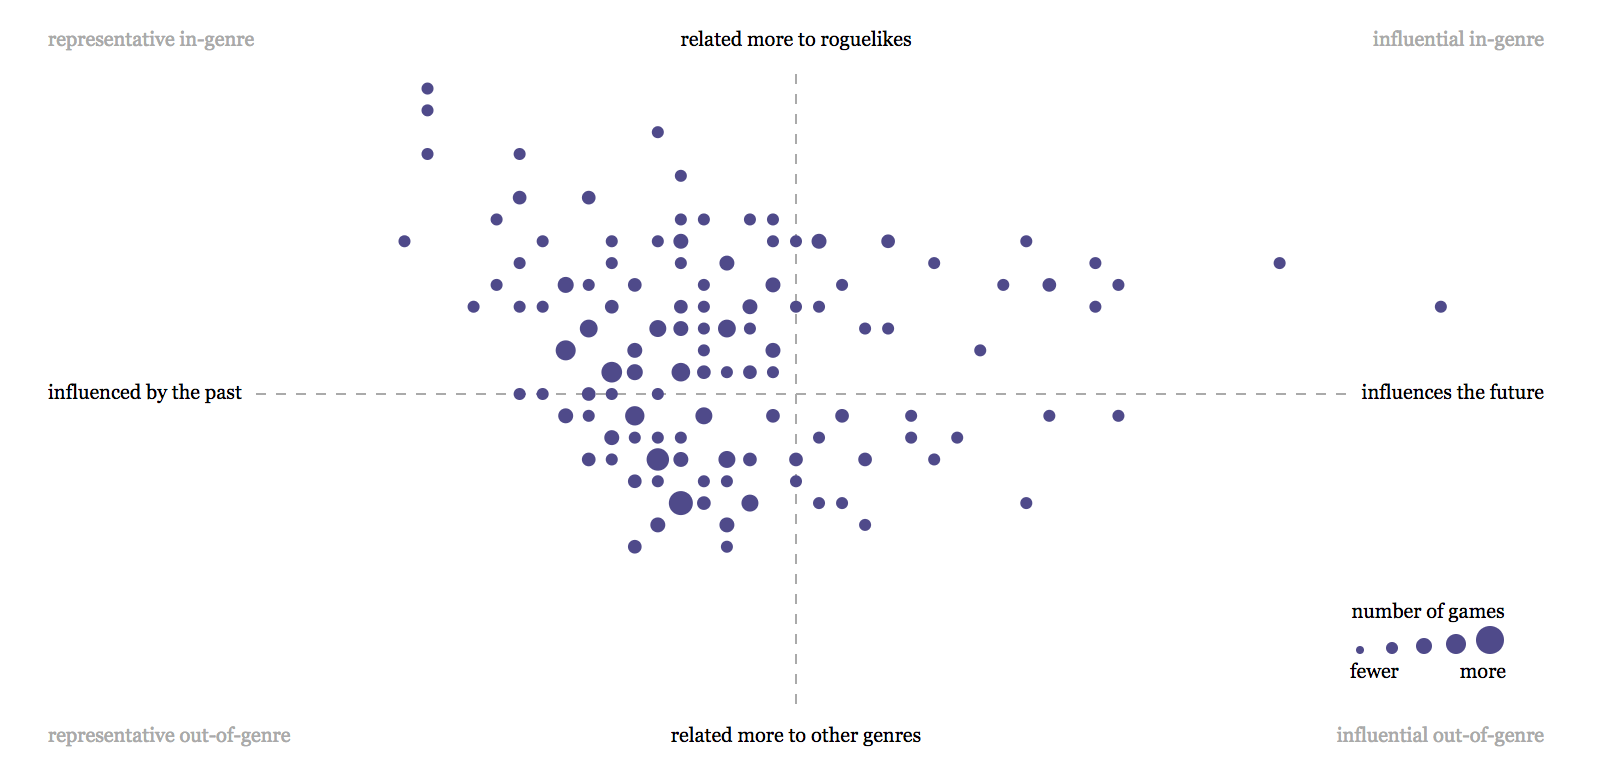 representative in-genre
related more to roguelikes
influential in-genre
influenced by the past
influences the future
number of games
fewer
more
representative out-of-genre
related more to other genres
influential out-of-genre